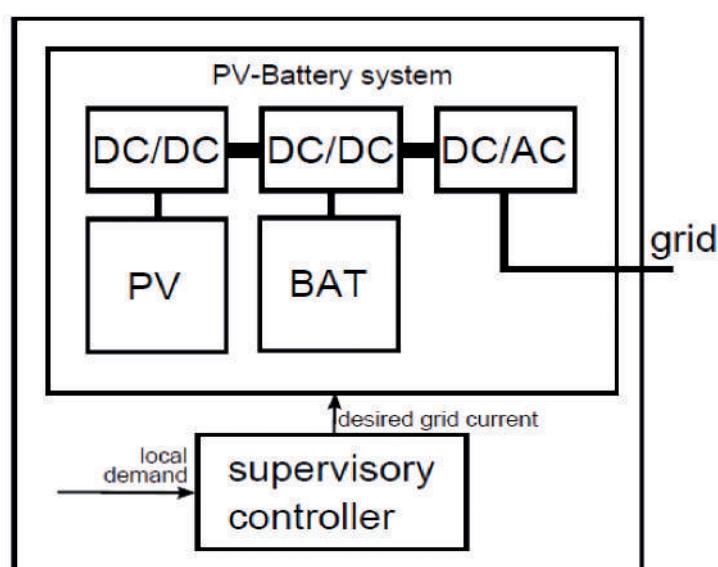 PV-Battery system
DC/DC DC/DC DC/AC
grid
PV BAT
desired grid current
local
demand
supervisory
controller